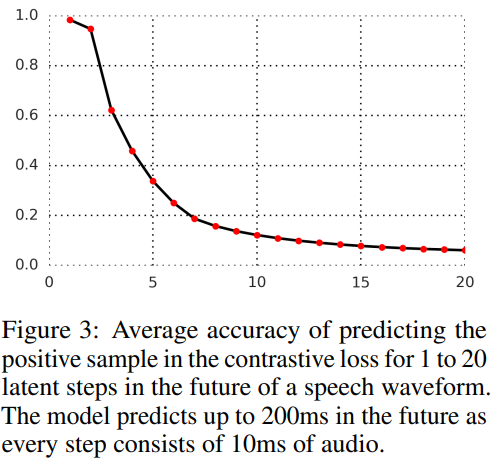 1.0
0.8
0.6
0.4
0.2
0.0
0 5 10 15 20
Figure 3: Average accuracy of predicting the
positive sample in the contrastive loss for 1 to 20
latent steps in the future of a speech waveform.
The model predicts up to 200ms in the future as
every step consists of 10ms of audio.